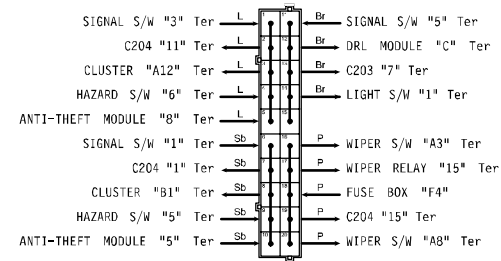 SIGNAL S/W "3" Ter L Br SIGNAL S/W "5" Ter
C204 "11" Ter L Br DRL MODULE "C" Ter
CLUSTER "A12" Ter L Br C203 "7" Ter
HAZARD S/W "6" Ter L Br LIGHT S/W "1" Ter
ANTI-THEFT MODULE "8" Ter L
SIGNAL S/W "1" Ter Sb P WIPER S/W "A3" Ter
C204 "1" Ter Sb P WIPER RELAY "15" Ter
CLUSTER "B1" Ter Sb P FUSE BOX "F4"
HAZARD S/W "5" Ter Sb P C204 "15" Ter
ANTI-THEFT MODULE "5" Ter Sb P WIPER S/W "A8" Ter